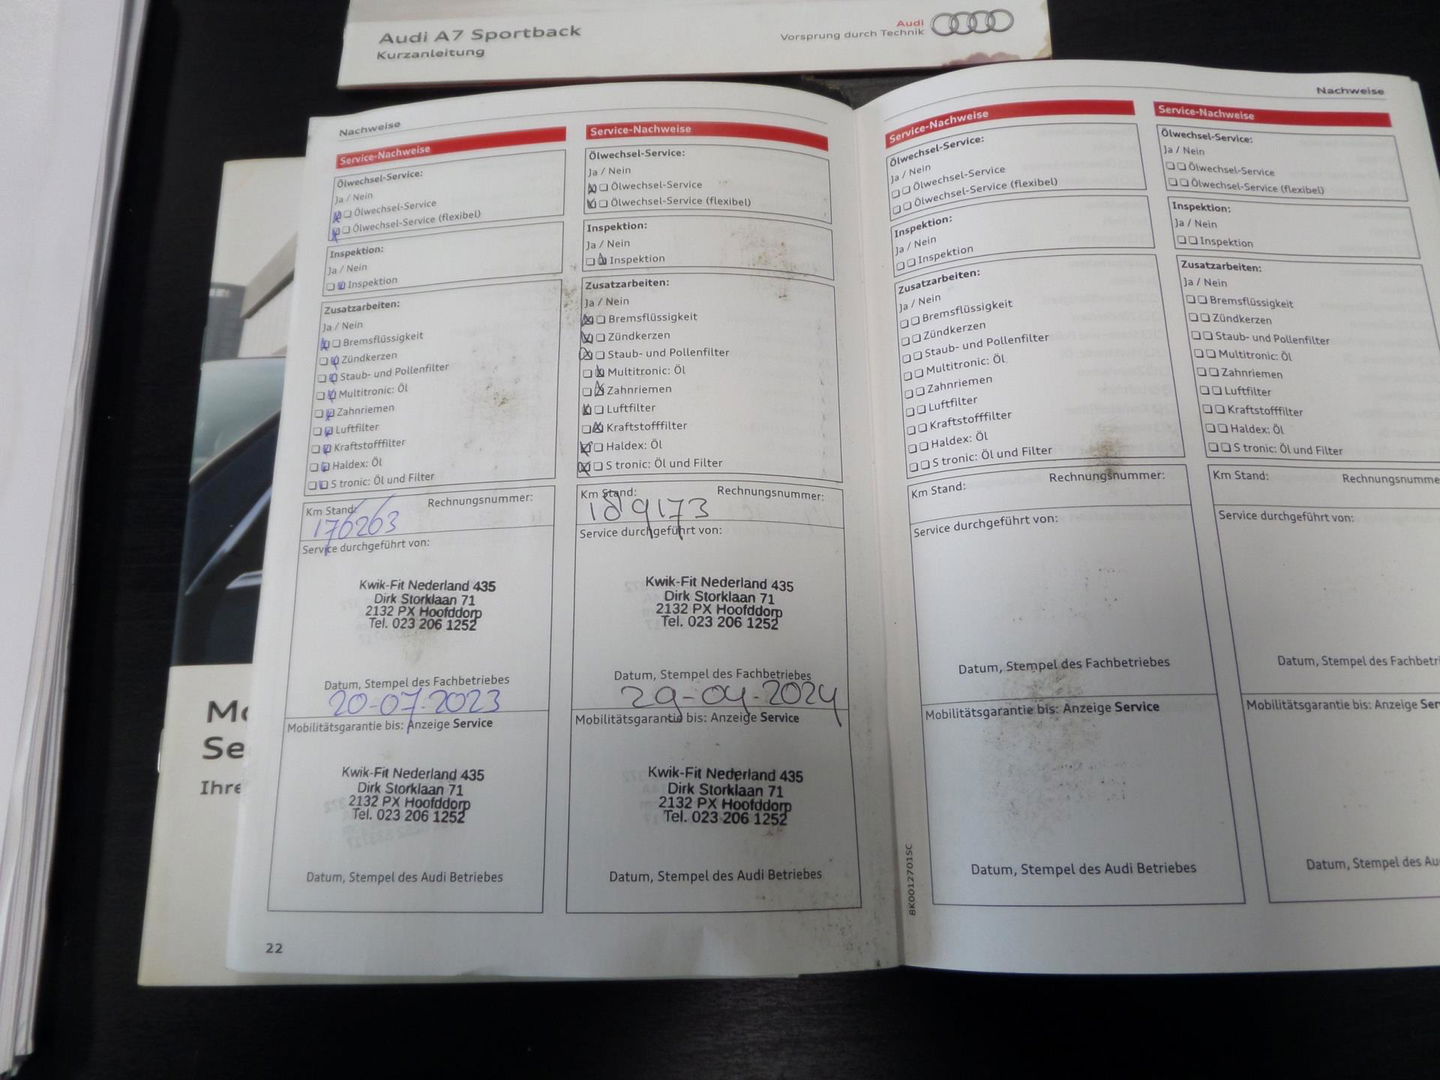 Audi A7 Sportback
Kurzanleitung
Audi
Vorsprung durch Technik
Nachweise
Service-Nachweise
Ölwechsel-Service:
Ja / Nein
Ölwechsel-Service
Ölwechsel-Service (flexibel)
Inspektion:
Ja / Nein
Inspektion
Zusatzarbeiten:
Ja / Nein
Bremsflüssigkeit
Zündkerzen
Staub- und Pollenfilter
Multitronic: Öl
Zahnriemen
Luftfilter
Kraftstofffilter
Haldex: Öl
S tronic: Öl und Filter
Km Stand: Rechnungsnummer:
176263
Service durchgeführt von:
Kwik-Fit Nederland 435
Dirk Storklaan 71
2132 PX Hoofddorp
Tel. 023 206 1252
Datum, Stempel des Fachbetriebes
20-07-2023
Mobilitätsgarantie bis: Anzeige Service
Kwik-Fit Nederland 435
Dirk Storklaan 71
2132 PX Hoofddorp
Tel. 023 206 1252
Datum, Stempel des Audi Betriebes
22
Service-Nachweise
Ölwechsel-Service:
Ja / Nein
Ölwechsel-Service
Ölwechsel-Service (flexibel)
Inspektion:
Ja / Nein
Inspektion
Zusatzarbeiten:
Ja / Nein
Bremsflüssigkeit
Zündkerzen
Staub- und Pollenfilter
Multitronic: Öl
Zahnriemen
Luftfilter
Kraftstofffilter
Haldex: Öl
S tronic: Öl und Filter
Km Stand: Rechnungsnummer:
189173
Service durchgeführt von:
Kwik-Fit Nederland 435
Dirk Storklaan 71
2132 PX Hoofddorp
Tel. 023 206 1252
Datum, Stempel des Fachbetriebes
29-04-2024
Mobilitätsgarantie bis: Anzeige Service
Kwik-Fit Nederland 435
Dirk Storklaan 71
2132 PX Hoofddorp
Tel. 023 206 1252
Datum, Stempel des Audi Betriebes
Nachweise
Service-Nachweise
Ölwechsel-Service:
Ja / Nein
Ölwechsel-Service
Ölwechsel-Service (flexibel)
Inspektion:
Ja / Nein
Inspektion
Zusatzarbeiten:
Ja / Nein
Bremsflüssigkeit
Zündkerzen
Staub- und Pollenfilter
Multitronic: Öl
Zahnriemen
Luftfilter
Kraftstofffilter
Haldex: Öl
S tronic: Öl und Filter
Km Stand: Rechnungsnummer:
Service durchgeführt von:
Datum, Stempel des Fachbetriebes
Mobilitätsgarantie bis: Anzeige Service
Datum, Stempel des Audi Betriebes
8K0012701SC
Service-Nachweise
Ölwechsel-Service:
Ja / Nein
Ölwechsel-Service
Ölwechsel-Service (flexibel)
Inspektion:
Ja / Nein
Inspektion
Zusatzarbeiten:
Ja / Nein
Bremsflüssigkeit
Zündkerzen
Staub- und Pollenfilter
Multitronic: Öl
Zahnriemen
Luftfilter
Kraftstofffilter
Haldex: Öl
S tronic: Öl und Filter
Km Stand: Rechnungsnumme
Service durchgeführt von:
Datum, Stempel des Fachbetri
Mobilitätsgarantie bis: Anzeige Ser
Datum, Stempel des Au
Mo
Se
Ihre